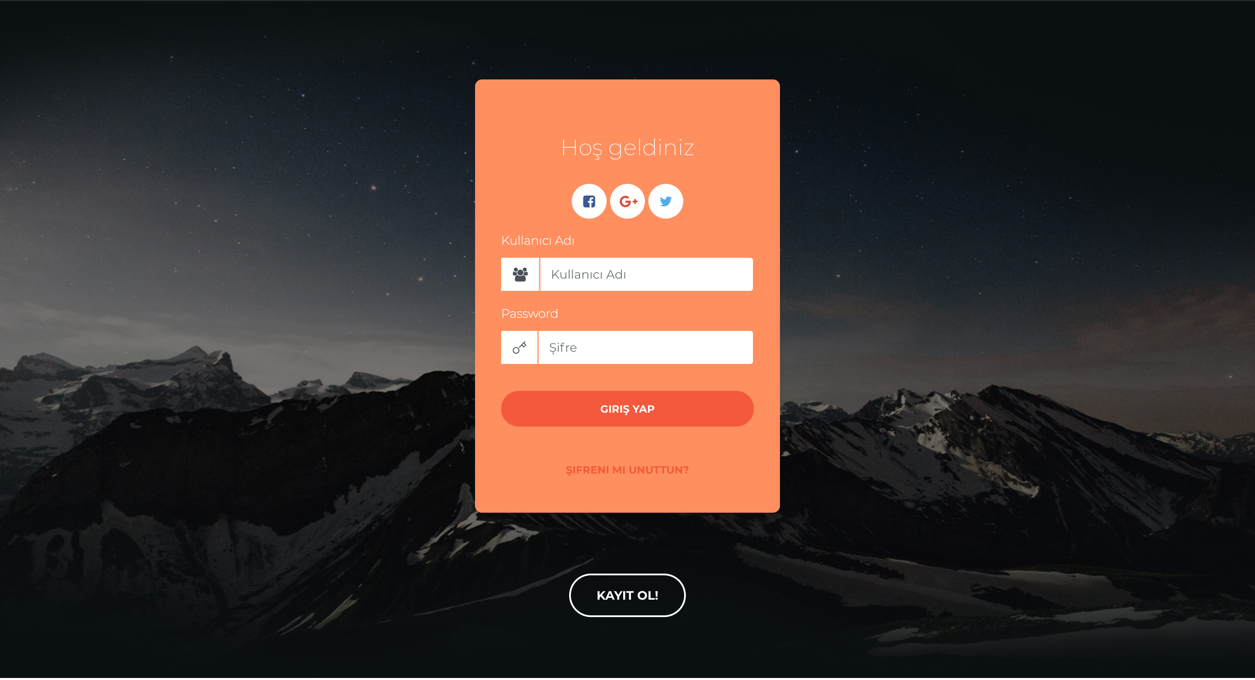 Hoş geldiniz
Kullanıcı Adı
Kullanıcı Adı
Password
Şifre
GIRIŞ YAP
ŞIFRENI MI UNUTTUN?
KAYIT OL!